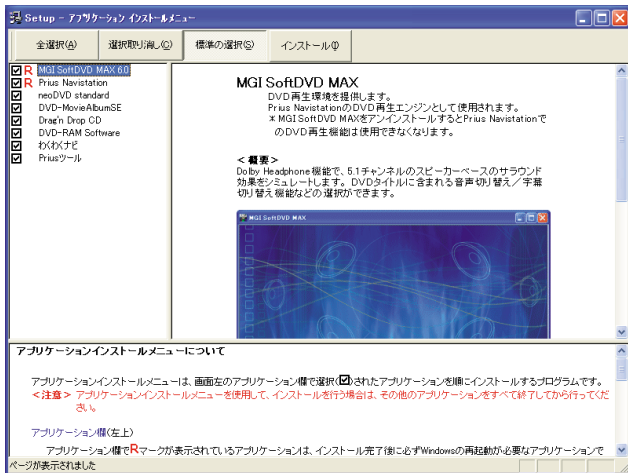 Setup - アプリケーション インストールメニュー
全選択(A) 選択取り消し(C) 標準の選択(S) インストール(I)
R MGI SoftDVD MAX 6.0
R Prius Navistation
neoDVD standard
DVD-MovieAlbumSE
Drag'n Drop CD
DVD-RAM Software
わくわくナビ
Priusツール
MGI SoftDVD MAX
DVD再生環境を提供します。
Prius NavistationのDVD再生エンジンとして使用されます。
※MGI SoftDVD MAXをアンインストールするとPrius Navistationで
のDVD再生機能は使用できなくなります。
<概要>
Dolby Headphone機能で、5.1チャンネルのスピーカーベースのサラウンド
効果をシミュレートします。DVDタイトルに含まれる音声切り替え/字幕
切り替え機能などの選択ができます。
MGI SoftDVD MAX
アプリケーションインストールメニューについて
アプリケーションインストールメニューは、画面左のアプリケーション欄で選択(☑)されたアプリケーションを順にインストールするプログラムです。
<注意> アプリケーションインストールメニューを使用して、インストールを行う場合は、その他のアプリケーションをすべて終了してから行ってくだ
さい。
アプリケーション欄(左上)
アプリケーション欄でRマークが表示されているアプリケーションは、インストール完了後に必ずWindowsの再起動が必要なアプリケーションで
ページが表示されました